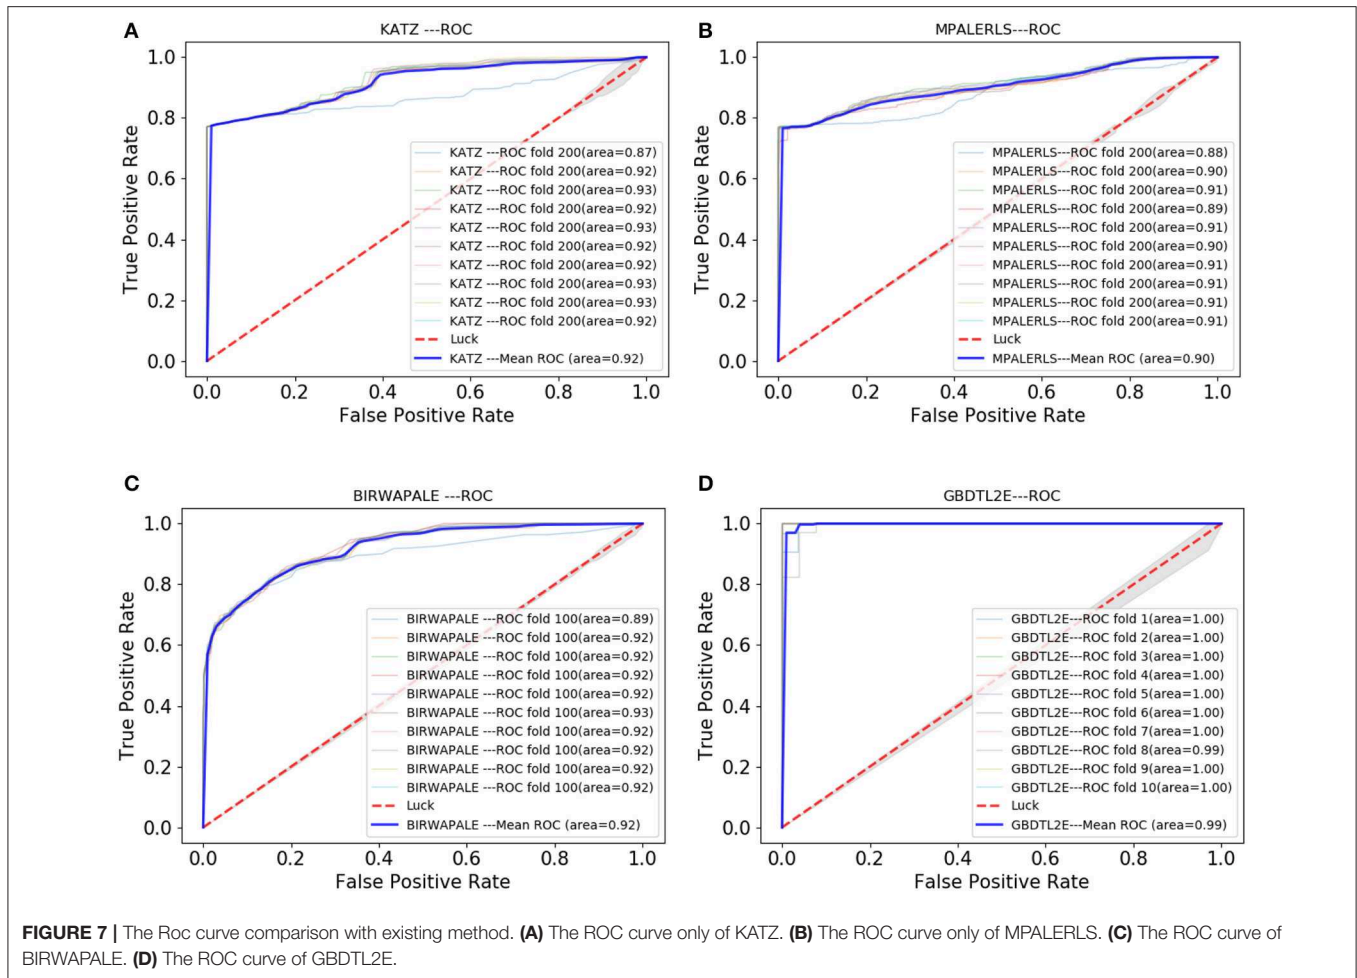 A
KATZ ---ROC
1.0
0.8
0.6
0.4
0.2
0.0
True Positive Rate
KATZ ---ROC fold 200(area=0.87)
KATZ ---ROC fold 200(area=0.92)
KATZ ---ROC fold 200(area=0.93)
KATZ ---ROC fold 200(area=0.92)
KATZ ---ROC fold 200(area=0.93)
KATZ ---ROC fold 200(area=0.92)
KATZ ---ROC fold 200(area=0.92)
KATZ ---ROC fold 200(area=0.93)
KATZ ---ROC fold 200(area=0.93)
KATZ ---ROC fold 200(area=0.92)
Luck
KATZ ---Mean ROC (area=0.92)
0.0 0.2 0.4 0.6 0.8 1.0
False Positive Rate
B
MPALERLS---ROC
1.0
0.8
0.6
0.4
0.2
0.0
True Positive Rate
MPALERLS---ROC fold 200(area=0.88)
MPALERLS---ROC fold 200(area=0.90)
MPALERLS---ROC fold 200(area=0.91)
MPALERLS---ROC fold 200(area=0.89)
MPALERLS---ROC fold 200(area=0.91)
MPALERLS---ROC fold 200(area=0.90)
MPALERLS---ROC fold 200(area=0.91)
MPALERLS---ROC fold 200(area=0.91)
MPALERLS---ROC fold 200(area=0.91)
MPALERLS---ROC fold 200(area=0.91)
Luck
MPALERLS---Mean ROC (area=0.90)
0.0 0.2 0.4 0.6 0.8 1.0
False Positive Rate
C
BIRWAPALE ---ROC
1.0
0.8
0.6
0.4
0.2
0.0
True Positive Rate
BIRWAPALE ---ROC fold 100(area=0.89)
BIRWAPALE ---ROC fold 100(area=0.92)
BIRWAPALE ---ROC fold 100(area=0.92)
BIRWAPALE ---ROC fold 100(area=0.92)
BIRWAPALE ---ROC fold 100(area=0.92)
BIRWAPALE ---ROC fold 100(area=0.93)
BIRWAPALE ---ROC fold 100(area=0.92)
BIRWAPALE ---ROC fold 100(area=0.92)
BIRWAPALE ---ROC fold 100(area=0.92)
BIRWAPALE ---ROC fold 100(area=0.92)
Luck
BIRWAPALE ---Mean ROC (area=0.92)
0.0 0.2 0.4 0.6 0.8 1.0
False Positive Rate
D
GBDTL2E---ROC
1.0
0.8
0.6
0.4
0.2
0.0
True Positive Rate
GBDTL2E---ROC fold 1(area=1.00)
GBDTL2E---ROC fold 2(area=1.00)
GBDTL2E---ROC fold 3(area=1.00)
GBDTL2E---ROC fold 4(area=1.00)
GBDTL2E---ROC fold 5(area=1.00)
GBDTL2E---ROC fold 6(area=1.00)
GBDTL2E---ROC fold 7(area=1.00)
GBDTL2E---ROC fold 8(area=0.99)
GBDTL2E---ROC fold 9(area=1.00)
GBDTL2E---ROC fold 10(area=1.00)
Luck
GBDTL2E---Mean ROC (area=0.99)
0.0 0.2 0.4 0.6 0.8 1.0
False Positive Rate
FIGURE 7 | The Roc curve comparison with existing method. (A) The ROC curve only of KATZ. (B) The ROC curve only of MPALERLS. (C) The ROC curve of
BIRWAPALE. (D) The ROC curve of GBDTL2E.